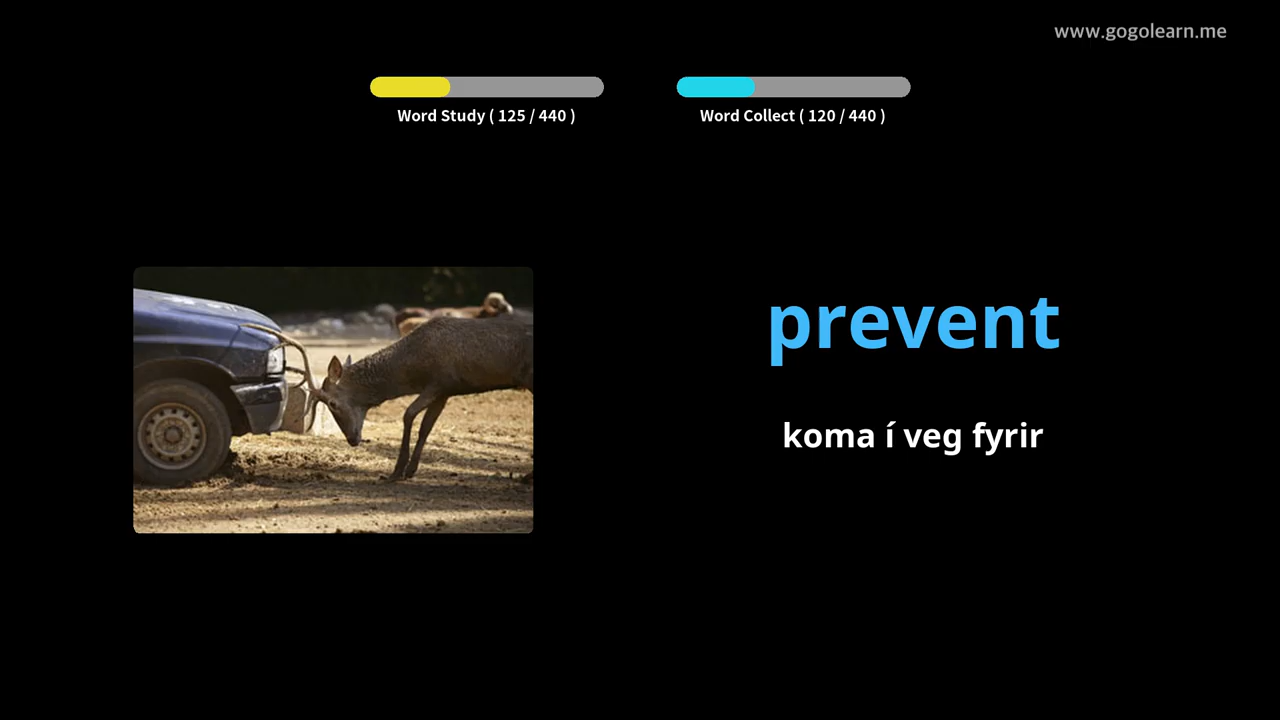 www.gogolearn.me
Word Study ( 125 / 440 )
Word Collect ( 120 / 440 )
prevent
koma í veg fyrir